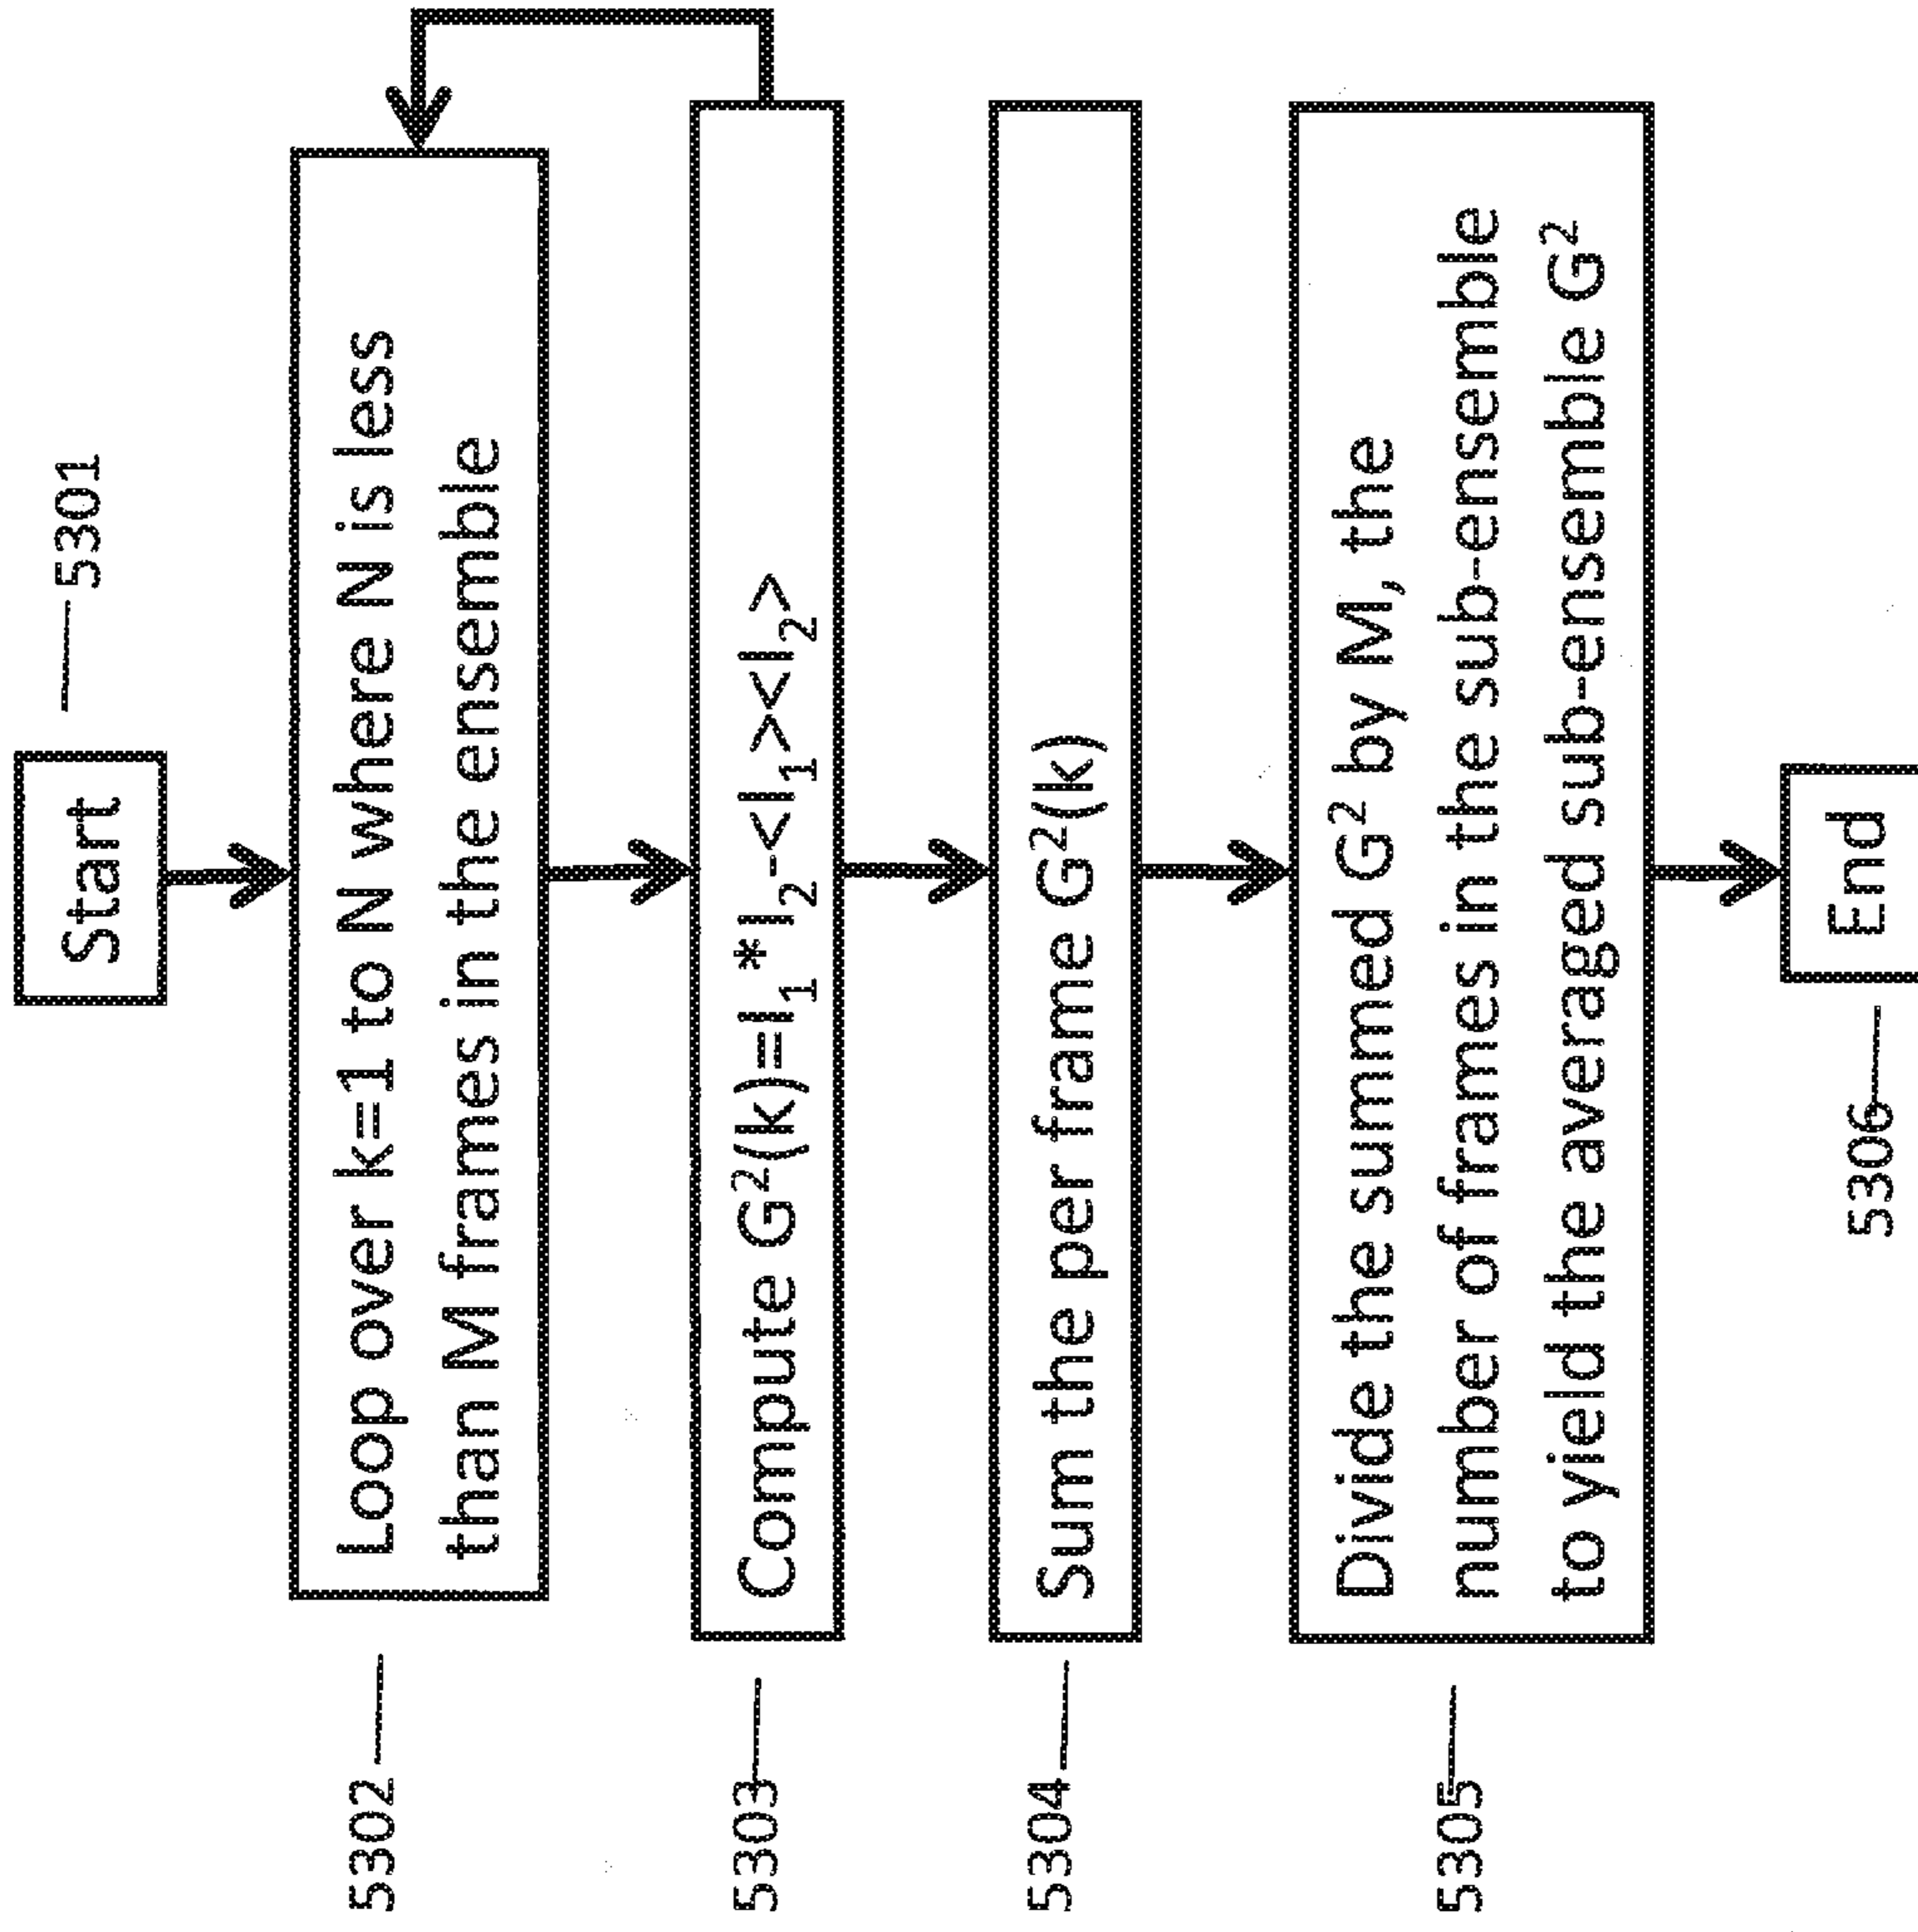 Start
5301
5302
Loop over k=1 to N where N is less
than M frames in the ensemble
5303
Compute G²(k)=I₁*I₂-<I₁><I₂>
5304
Sum the per frame G²(k)
5305
Divide the summed G² by M, the
number of frames in the sub-ensemble
to yield the averaged sub-ensemble G²
5306
End